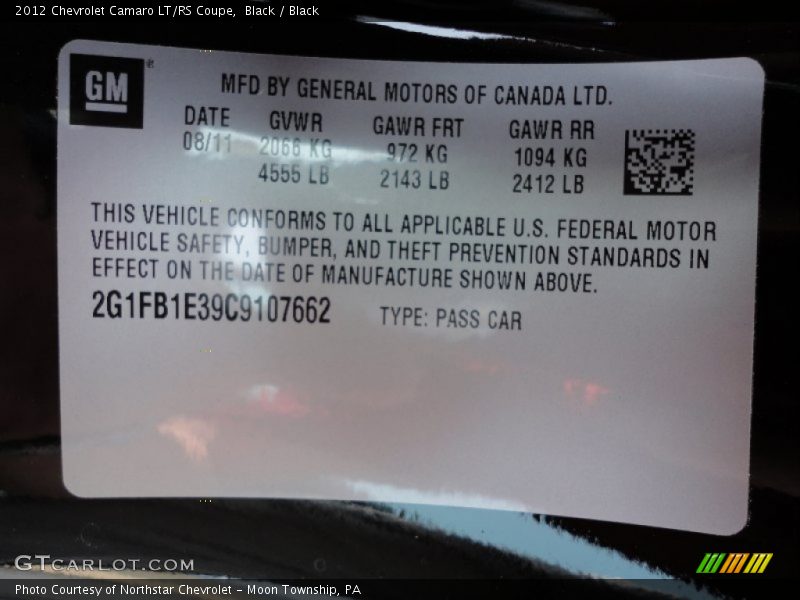 2012 Chevrolet Camaro LT/RS Coupe, Black / Black
GM
MFD BY GENERAL MOTORS OF CANADA LTD.
DATE GVWR GAWR FRT GAWR RR
08/11 2066 KG 972 KG 1094 KG
4555 LB 2143 LB 2412 LB
THIS VEHICLE CONFORMS TO ALL APPLICABLE U.S. FEDERAL MOTOR
VEHICLE SAFETY, BUMPER, AND THEFT PREVENTION STANDARDS IN
EFFECT ON THE DATE OF MANUFACTURE SHOWN ABOVE.
2G1FB1E39C9107662 TYPE: PASS CAR
GTCARLOT.COM
Photo Courtesy of Northstar Chevrolet – Moon Township, PA